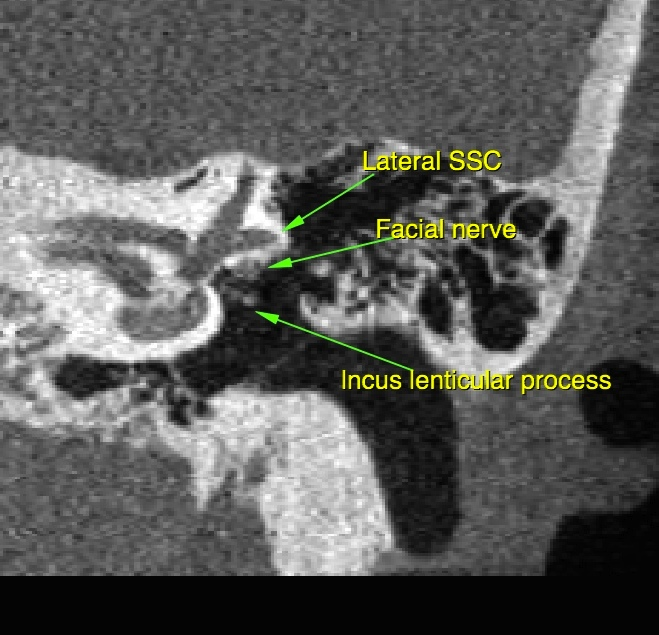 Lateral SSC
Facial nerve
Incus lenticular process